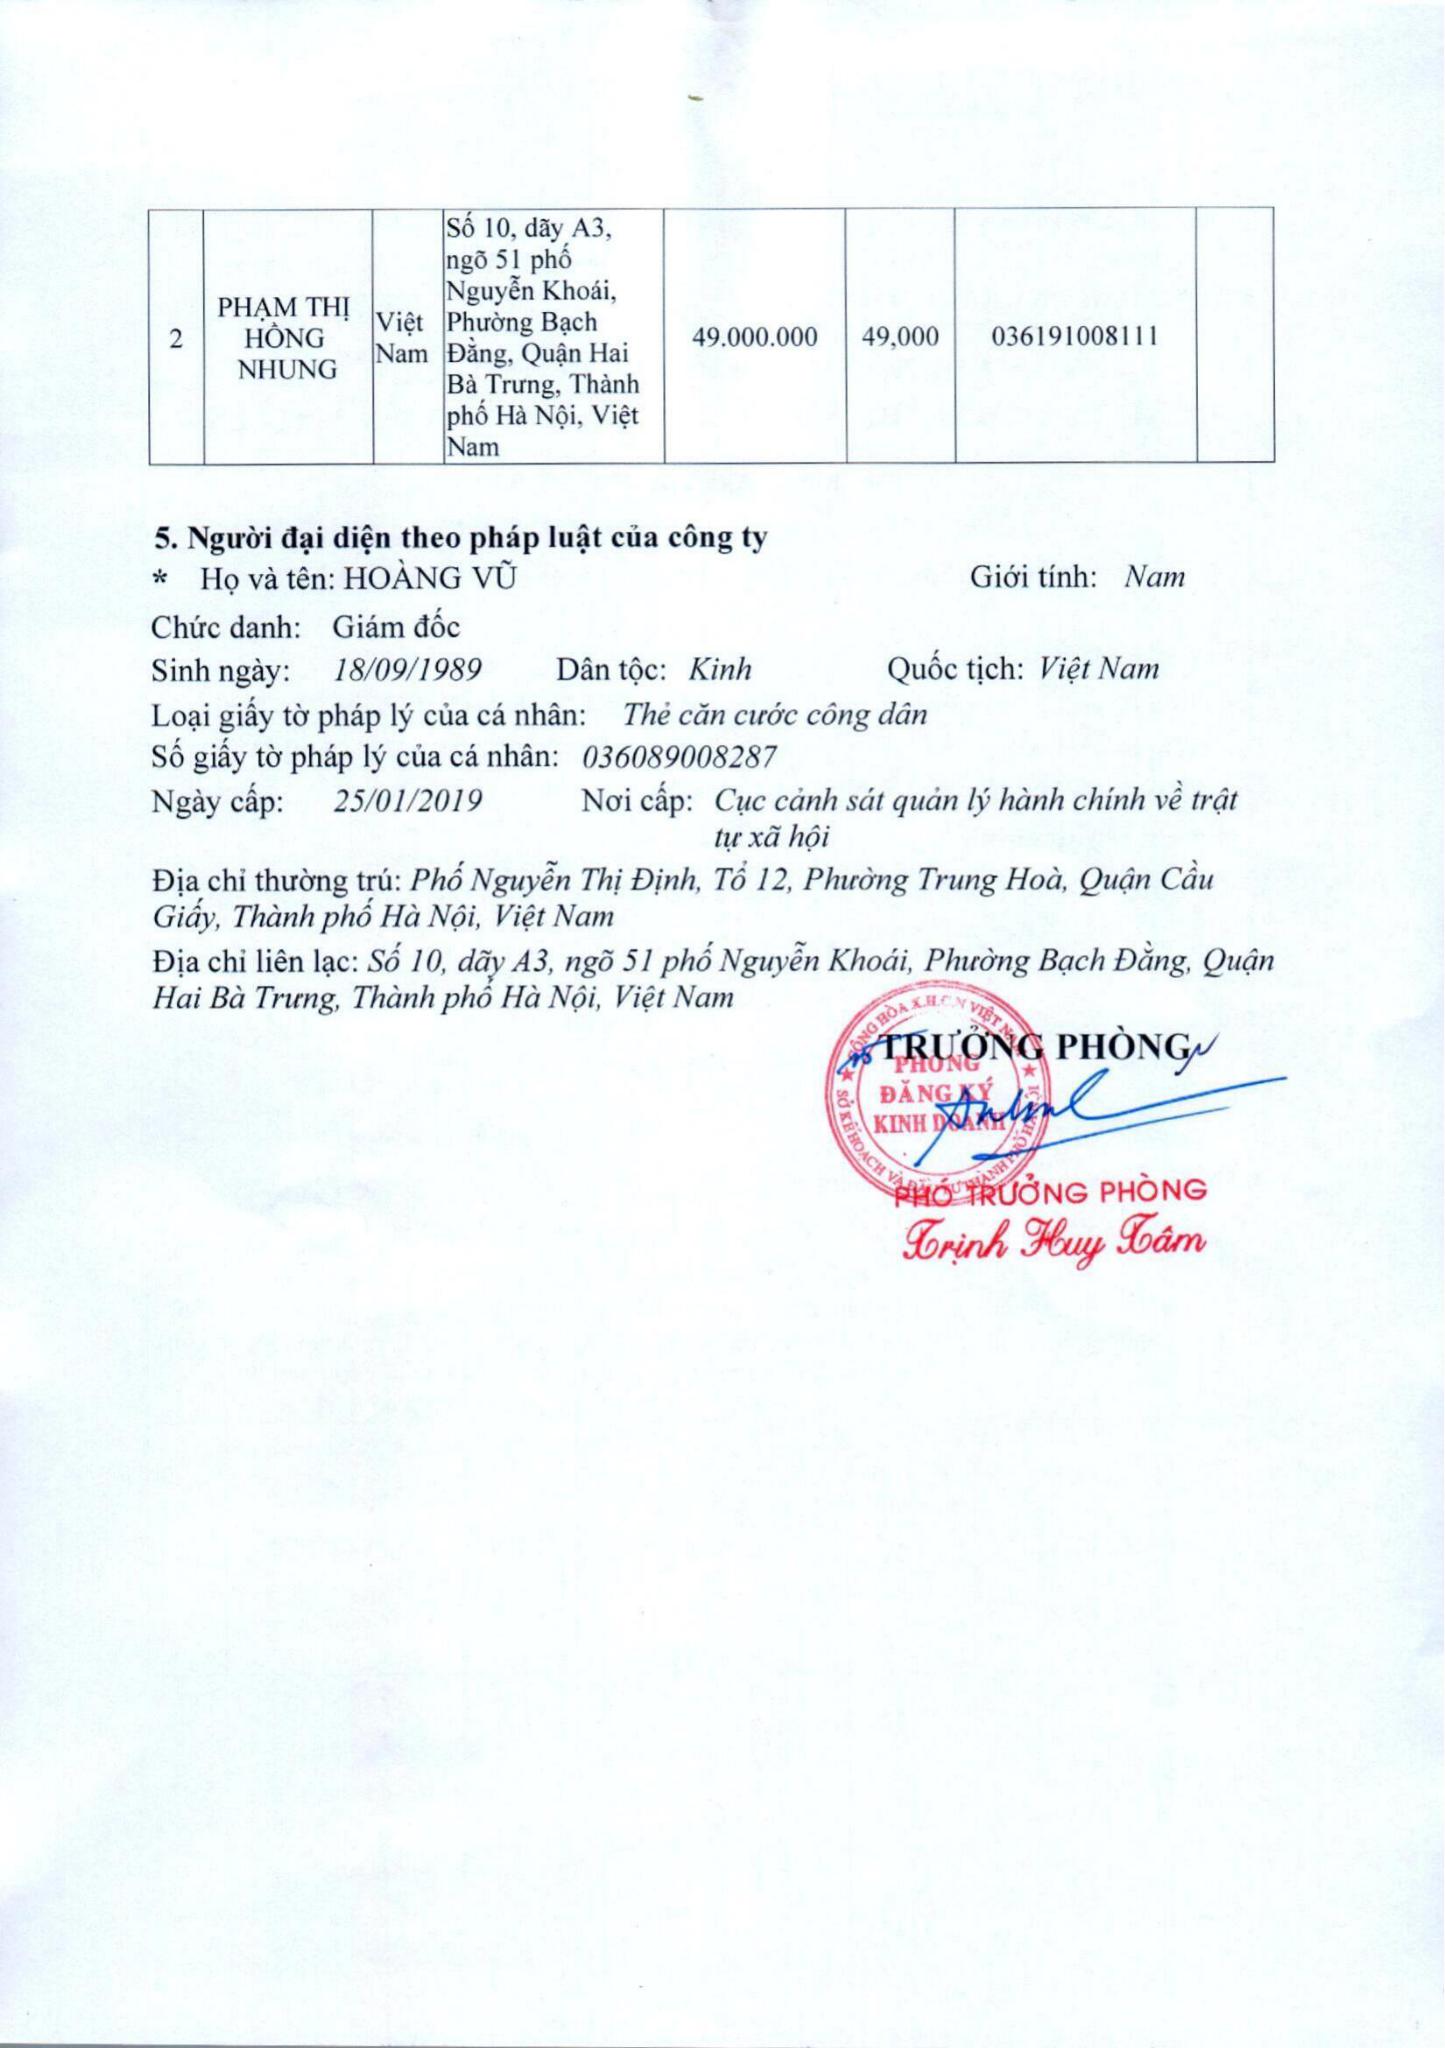 2
PHẠM THỊ
HỒNG
NHUNG
Việt
Nam
Số 10, dãy A3,
ngõ 51 phố
Nguyễn Khoái,
Phường Bạch
Đằng, Quận Hai
Bà Trưng, Thành
phố Hà Nội, Việt
Nam
49.000.000
49,000
036191008111
5. Người đại diện theo pháp luật của công ty
* Họ và tên: HOÀNG VŨ Giới tính: Nam
Chức danh: Giám đốc
Sinh ngày: 18/09/1989 Dân tộc: Kinh Quốc tịch: Việt Nam
Loại giấy tờ pháp lý của cá nhân: Thẻ căn cước công dân
Số giấy tờ pháp lý của cá nhân: 036089008287
Ngày cấp: 25/01/2019 Nơi cấp: Cục cảnh sát quản lý hành chính về trật
tự xã hội
Địa chỉ thường trú: Phố Nguyễn Thị Định, Tổ 12, Phường Trung Hoà, Quận Cầu
Giấy, Thành phố Hà Nội, Việt Nam
Địa chỉ liên lạc: Số 10, dãy A3, ngõ 51 phố Nguyễn Khoái, Phường Bạch Đằng, Quận
Hai Bà Trưng, Thành phố Hà Nội, Việt Nam
TRƯỞNG PHÒNG
CỘNG HÒA X.H.C.N VIỆT NAM
PHÒNG
ĐĂNG KÝ
KINH DOANH
SỞ KẾ HOẠCH VÀ ĐẦU TƯ THÀNH PHỐ HÀ NỘI
PHÓ TRƯỞNG PHÒNG
Trịnh Huy Tâm